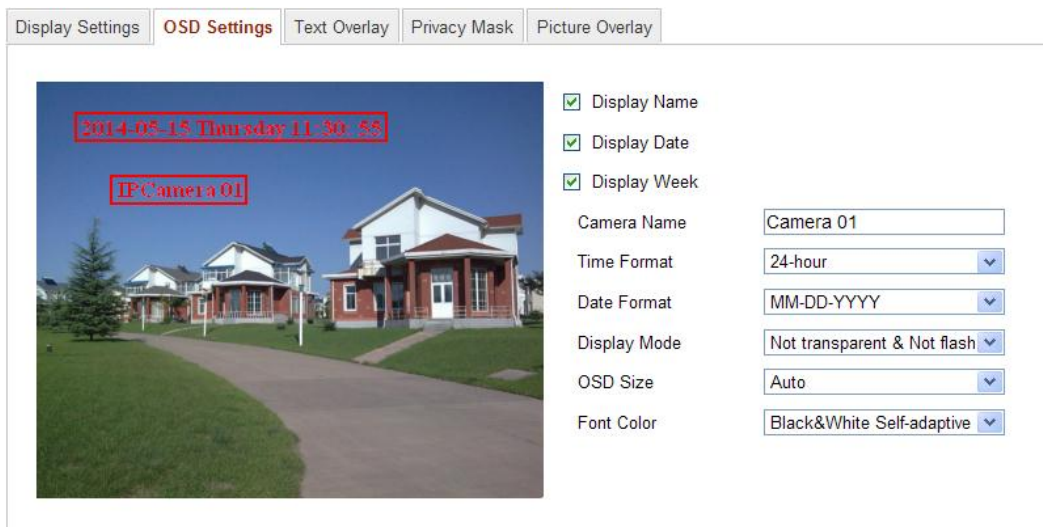 Display Settings OSD Settings Text Overlay Privacy Mask Picture Overlay
2014-05-15 Thursday 11:30: 55
IPCamera 01
Display Name
Display Date
Display Week
Camera Name Camera 01
Time Format 24-hour
Date Format MM-DD-YYYY
Display Mode Not transparent & Not flash
OSD Size Auto
Font Color Black&White Self-adaptive